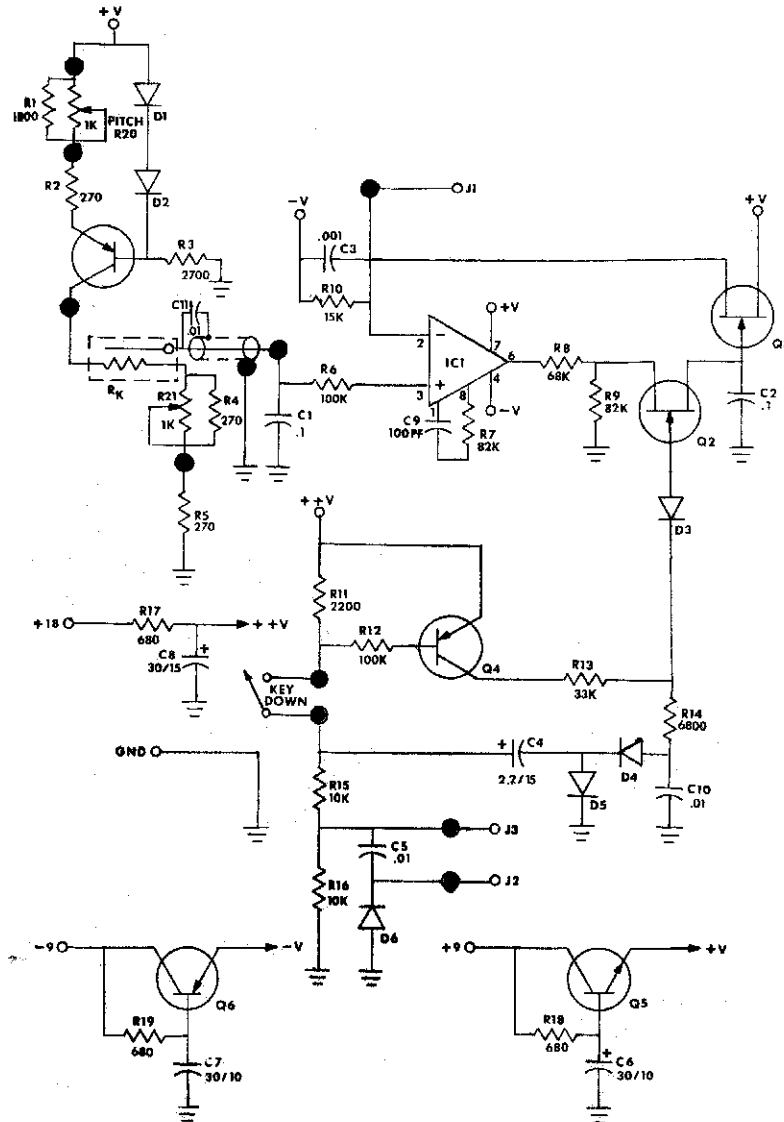 +V
R1
1800
1K
PITCH
R20
D1
R2
270
D2
R3
2700
C11
.01
RK
R21
1K
R4
270
R5
270
C1
.1
R6
100K
J1
-V
.001
C3
R10
15K
2
-
3
+
IC1
+V
7
6
4
-V
8
1
C9
100PF
R7
82K
R8
68K
R9
82K
+V
Q
C2
.1
Q2
D3
++V
R11
2200
R12
100K
Q4
R13
33K
R14
6800
+18
R17
680
++V
C8
+
30/15
KEY
DOWN
GND
+
C4
2.2/15
D4
D5
C10
.01
R15
10K
R16
10K
C5
.01
J3
J2
D6
-9
-V
Q6
R19
680
C7
30/10
+9
+V
Q5
R18
680
C6
+
30/10